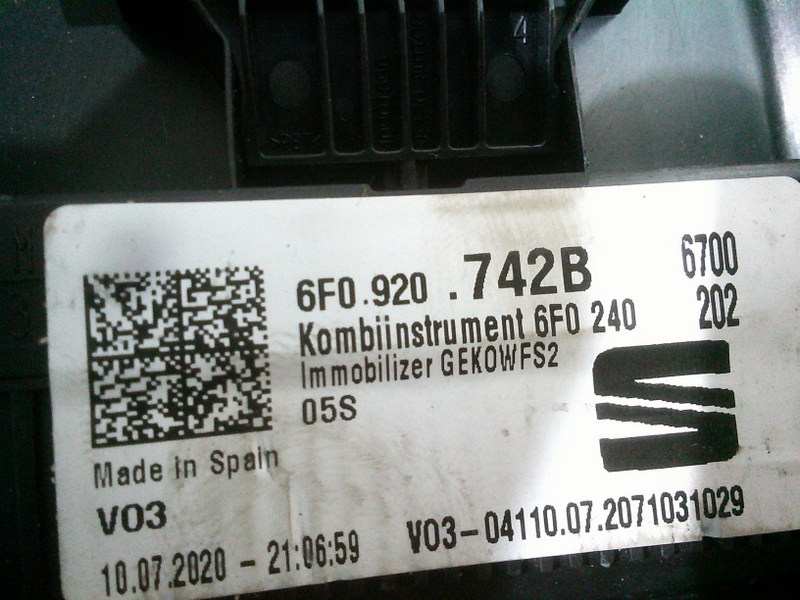 4
6F0.920 .742B 6700
Kombiinstrument 6F0 240 202
Immobilizer GEKOWFS2
05S
Made in Spain
V03
10.07.2020 - 21:06:59 V03-04110.07.2071031029